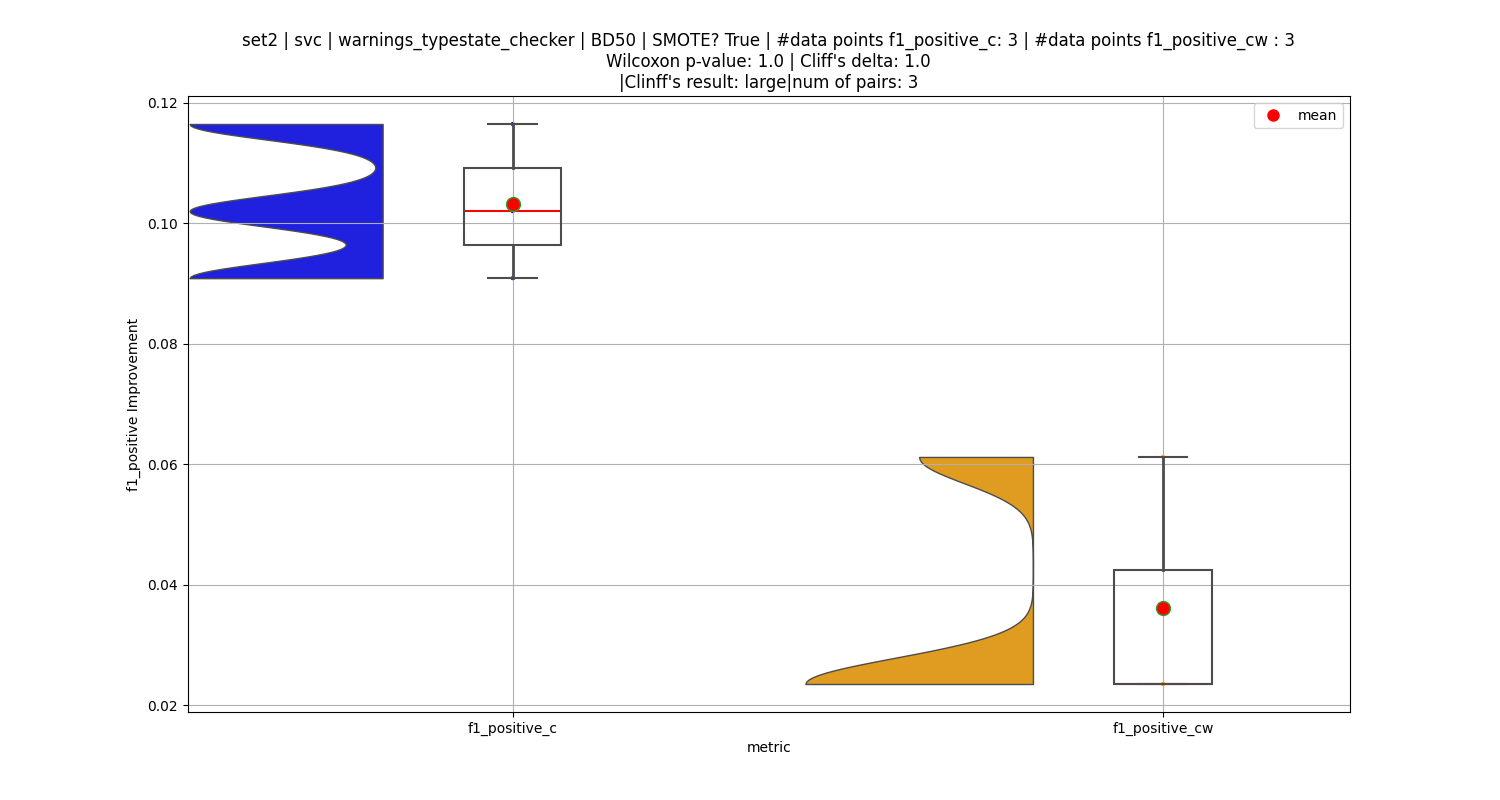 set2 | svc | warnings_typestate_checker | BD50 | SMOTE? True | #data points f1_positive_c: 3 | #data points f1_positive_cw : 3
Wilcoxon p-value: 1.0 | Cliff's delta: 1.0
|Clinff's result: large|num of pairs: 3
mean
0.12
0.10
0.08
0.06
0.04
0.02
f1_positive Improvement
f1_positive_c
f1_positive_cw
metric